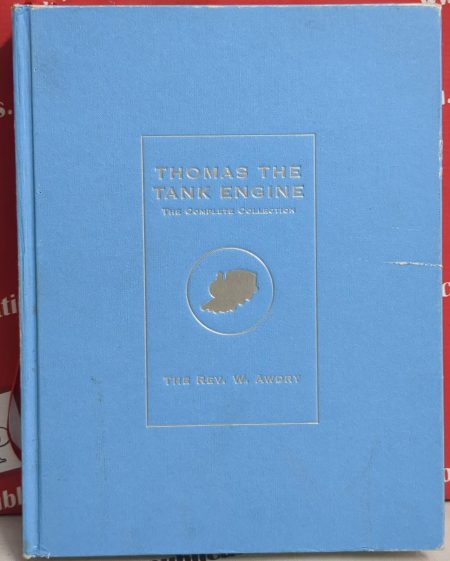 THOMAS THE
TANK ENGINE
THE COMPLETE COLLECTION
THE REV. W. AWDRY